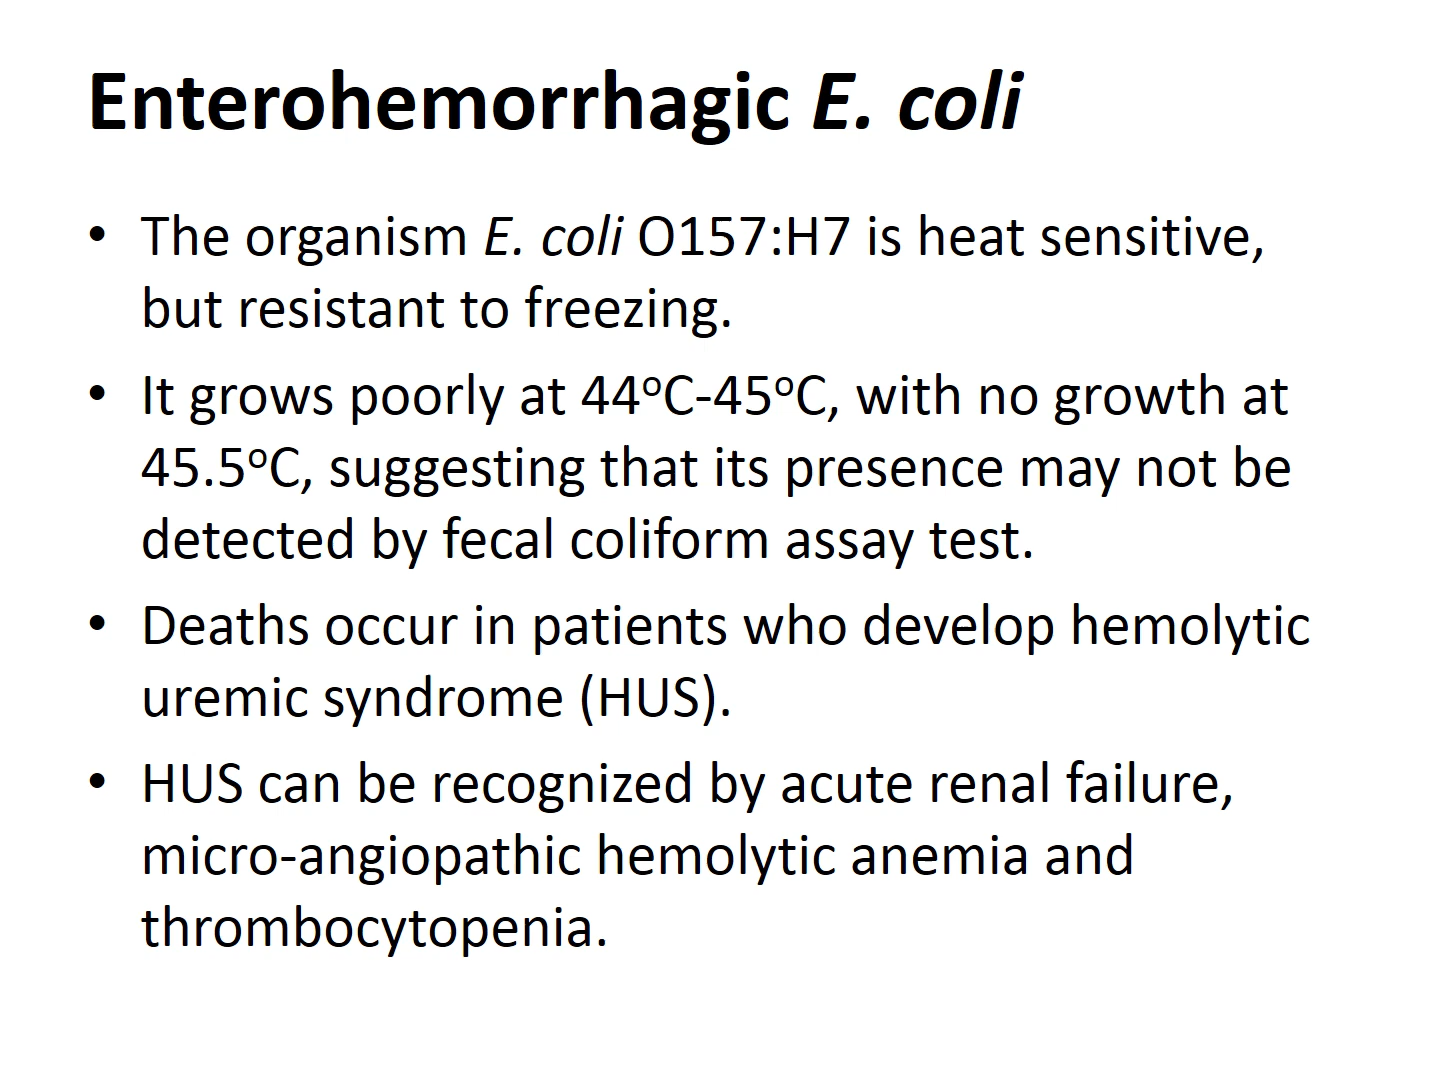 Enterohemorrhagic E. coli
• The organism E. coli O157:H7 is heat sensitive,
but resistant to freezing.
• It grows poorly at 44ºC-45ºC, with no growth at
45.5ºC, suggesting that its presence may not be
detected by fecal coliform assay test.
• Deaths occur in patients who develop hemolytic
uremic syndrome (HUS).
• HUS can be recognized by acute renal failure,
micro-angiopathic hemolytic anemia and
thrombocytopenia.